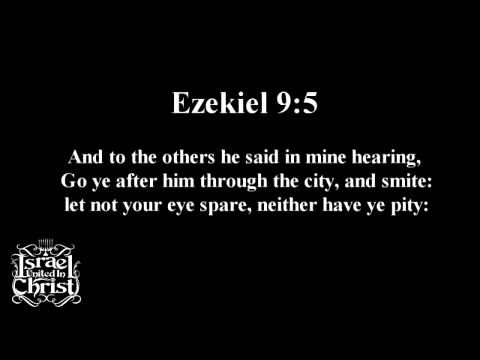 Ezekiel 9:5
And to the others he said in mine hearing,
Go ye after him through the city, and smite:
let not your eye spare, neither have ye pity:
Israel
United In
Christ